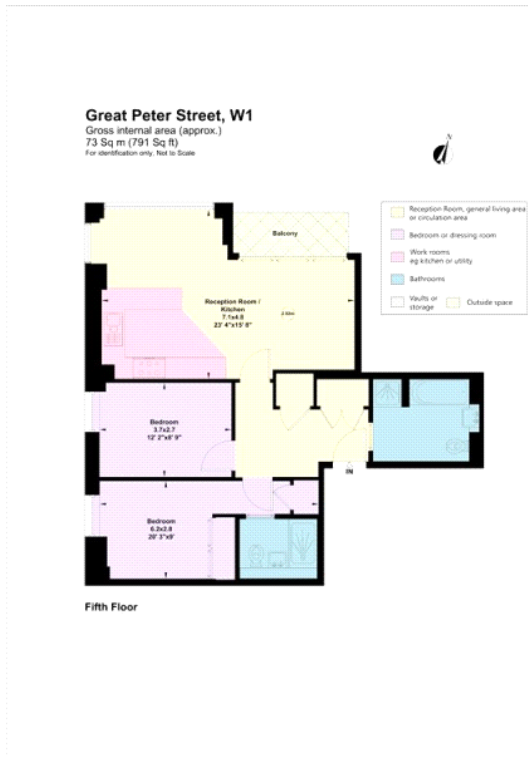 Great Peter Street, W1
Gross internal area (approx.)
73 Sq m (791 Sq ft)
For identification only, Not to Scale
N
Reception Room, general living area
or circulation area
Bedroom or dressing room
Work rooms
eg kitchen or utility
Bathrooms
Vaults or
storage
Outside space
Balcony
Reception Room /
Kitchen
7.1x4.8
23' 4"x15' 8"
Bedroom
3.7x2.7
12' 2"x8' 9"
IN
Bedroom
6.2x2.8
20' 3"x9'
Fifth Floor